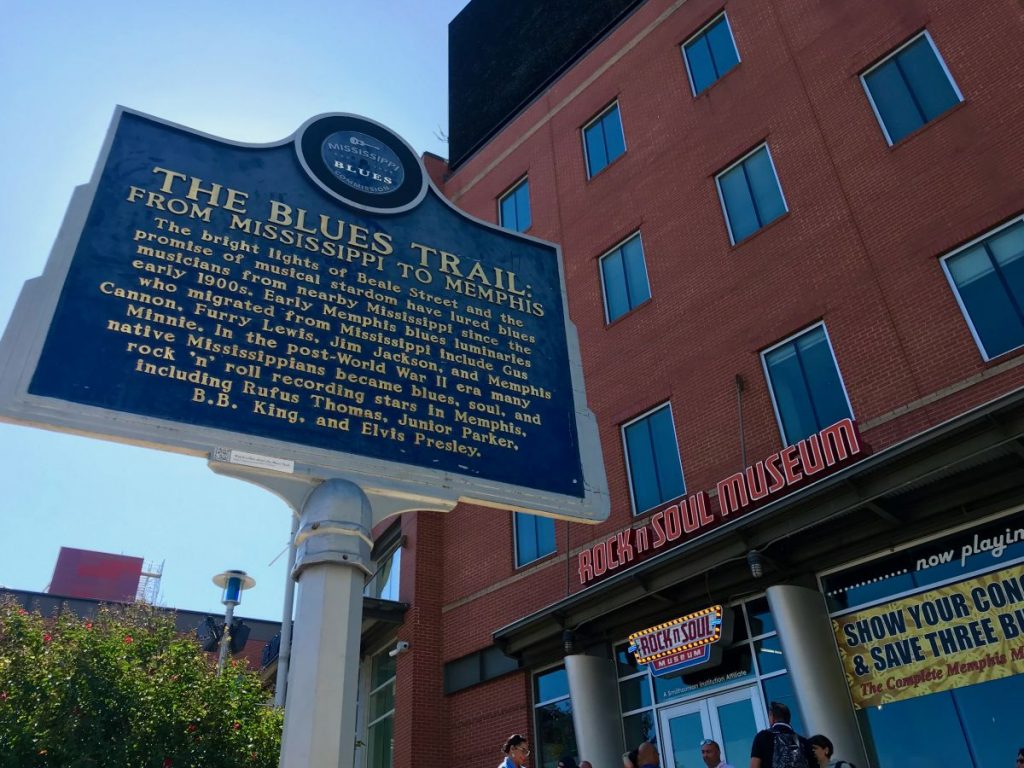 MISSISSIPPI
BLUES
COMMISSION
THE BLUES TRAIL:
FROM MISSISSIPPI TO MEMPHIS
The bright lights of Beale Street and the
promise of musical stardom have lured blues
musicians from nearby Mississippi since the
early 1900s. Early Memphis blues luminaries
who migrated from Mississippi include Gus
Cannon, Furry Lewis, Jim Jackson, and Memphis
Minnie. In the post-World War II era many
native Mississippians became blues, soul, and
rock 'n' roll recording stars in Memphis,
including Rufus Thomas, Junior Parker,
B.B. King, and Elvis Presley.
ROCK n SOUL MUSEUM
ROCK n SOUL
MUSEUM
A Smithsonian Institution Affiliate
now playin
SHOW YOUR CON
& SAVE THREE BU
The Complete Memphis M